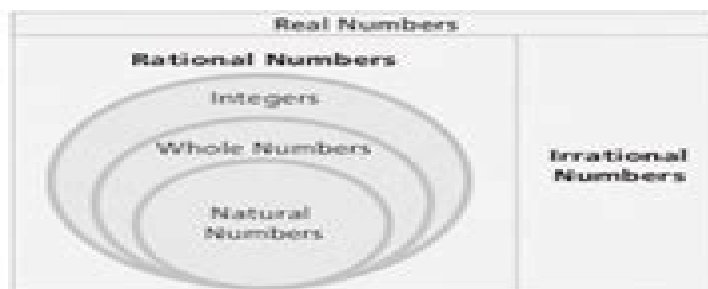 Real Numbers
Rational Numbers
Integers
Whole Numbers
Natural
Numbers
Irrational
Numbers